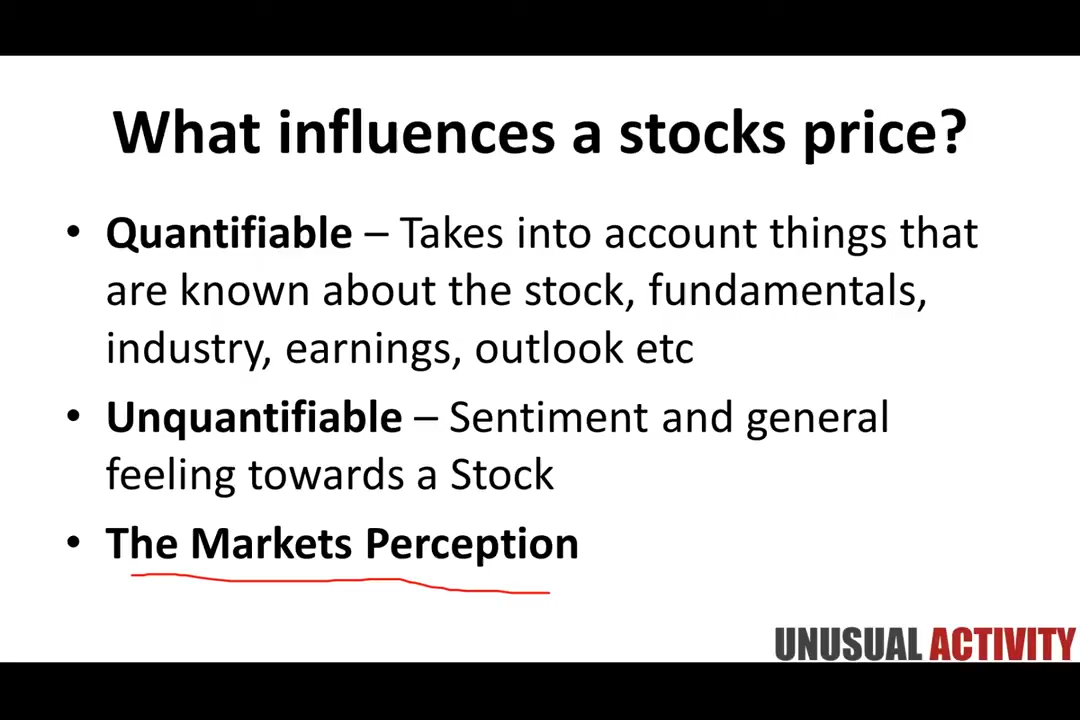 What influences a stocks price?
• Quantifiable – Takes into account things that
are known about the stock, fundamentals,
industry, earnings, outlook etc
• Unquantifiable – Sentiment and general
feeling towards a Stock
• The Markets Perception
UNUSUAL ACTIVITY